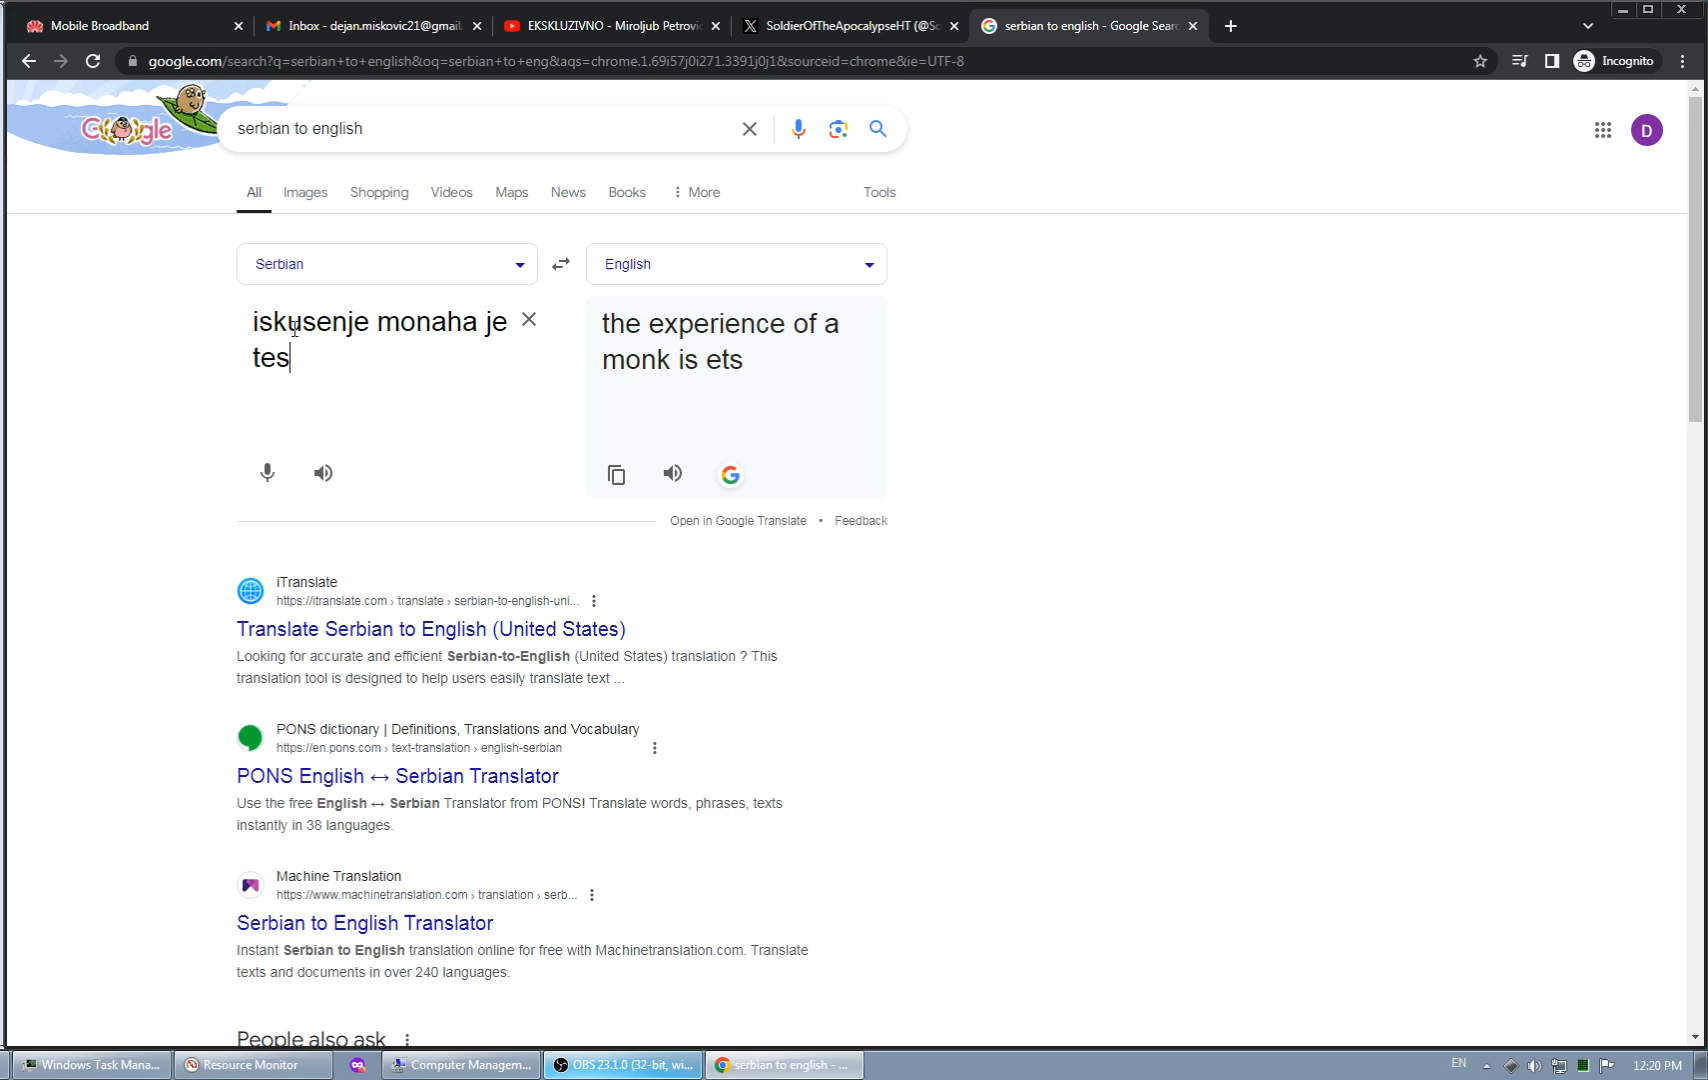 Mobile Broadband
Inbox - dejan.miskovic21@gmail.
EKSKLUZIVNO - Miroljub Petrovic
SoldierOfTheApocalypseHT (@So
serbian to english - Google Searc
google.com/search?q=serbian+to+english&oq=serbian+to+eng&aqs=chrome.1.69i57j0i271.3391j0j1&sourceid=chrome&ie=UTF-8
Incognito
Google
serbian to english
D
All Images Shopping Videos Maps News Books More Tools
Serbian
English
iskusenje monaha je
tes
the experience of a
monk is ets
Open in Google Translate • Feedback
iTranslate
https://itranslate.com › translate › serbian-to-english-uni...
Translate Serbian to English (United States)
Looking for accurate and efficient Serbian-to-English (United States) translation ? This
translation tool is designed to help users easily translate text ...
PONS dictionary | Definitions, Translations and Vocabulary
https://en.pons.com › text-translation › english-serbian
PONS English ↔ Serbian Translator
Use the free English ↔ Serbian Translator from PONS! Translate words, phrases, texts
instantly in 38 languages.
Machine Translation
https://www.machinetranslation.com › translation › serb...
Serbian to English Translator
Instant Serbian to English translation online for free with Machinetranslation.com. Translate
texts and documents in over 240 languages.
People also ask
Windows Task Mana...
Resource Monitor
Computer Managem...
OBS 23.1.0 (32-bit, wi...
serbian to english - ...
EN
12:20 PM